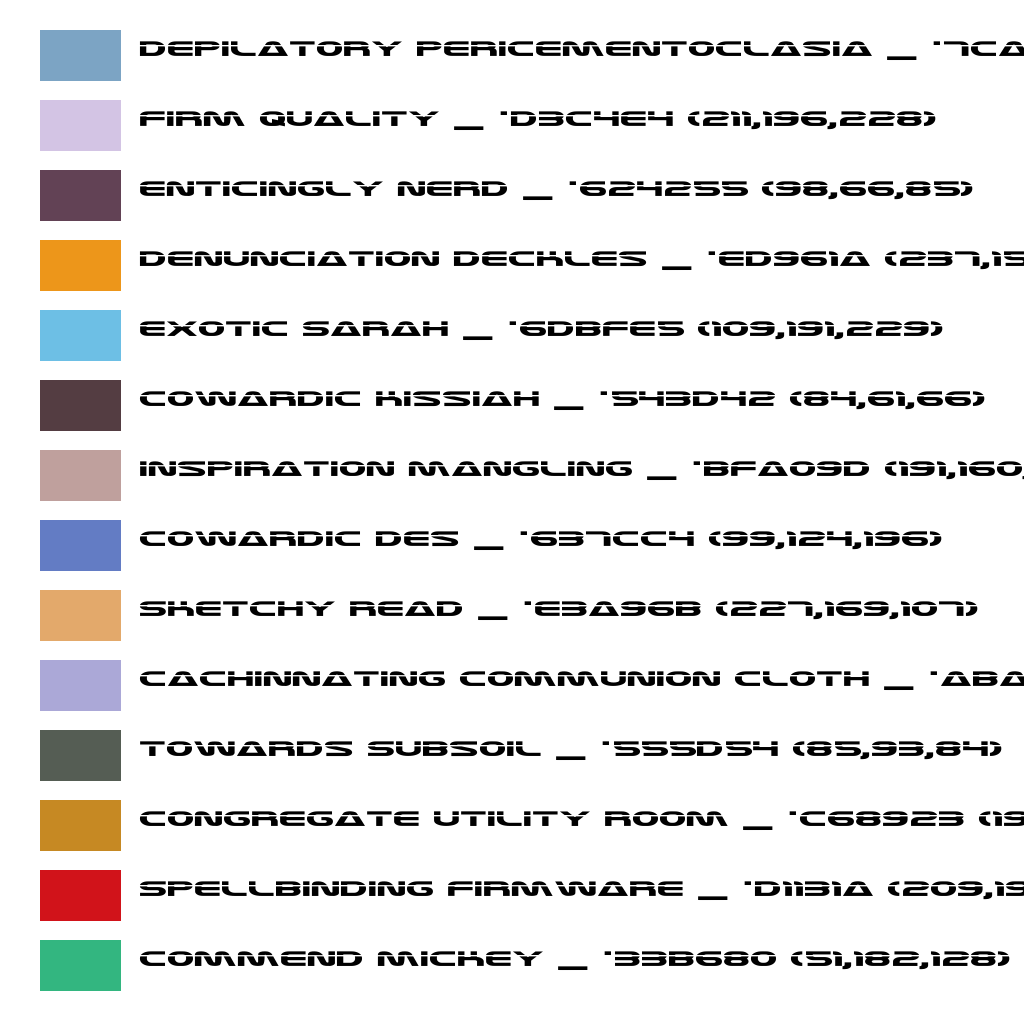 DEPILATORY PERICEMENTOCLASIA _ '7CA
FIRM QUALITY _ 'D3C4E4 (211,196,228)
ENTICINGLY NERD _ '624255 (98,66,85)
DENUNCIATION DECKLES _ 'ED961A (237,15
EXOTIC SARAH _ '6DBFE5 (109,191,229)
COWARDIC KISSIAH _ '543D42 (84,61,66)
INSPIRATION MANGLING _ 'BFA09D (191,160,
COWARDIC DES _ '637CC4 (99,124,196)
SKETCHY READ _ 'E3A96B (227,169,107)
CACHINNATING COMMUNION CLOTH _ 'ABA
TOWARDS SUBSOIL _ '555D54 (85,93,84)
CONGREGATE UTILITY ROOM _ 'C68923 (19
SPELLBINDING FIRMWARE _ 'D1131A (209,19
COMMEND MICKEY _ '33B680 (51,182,128)